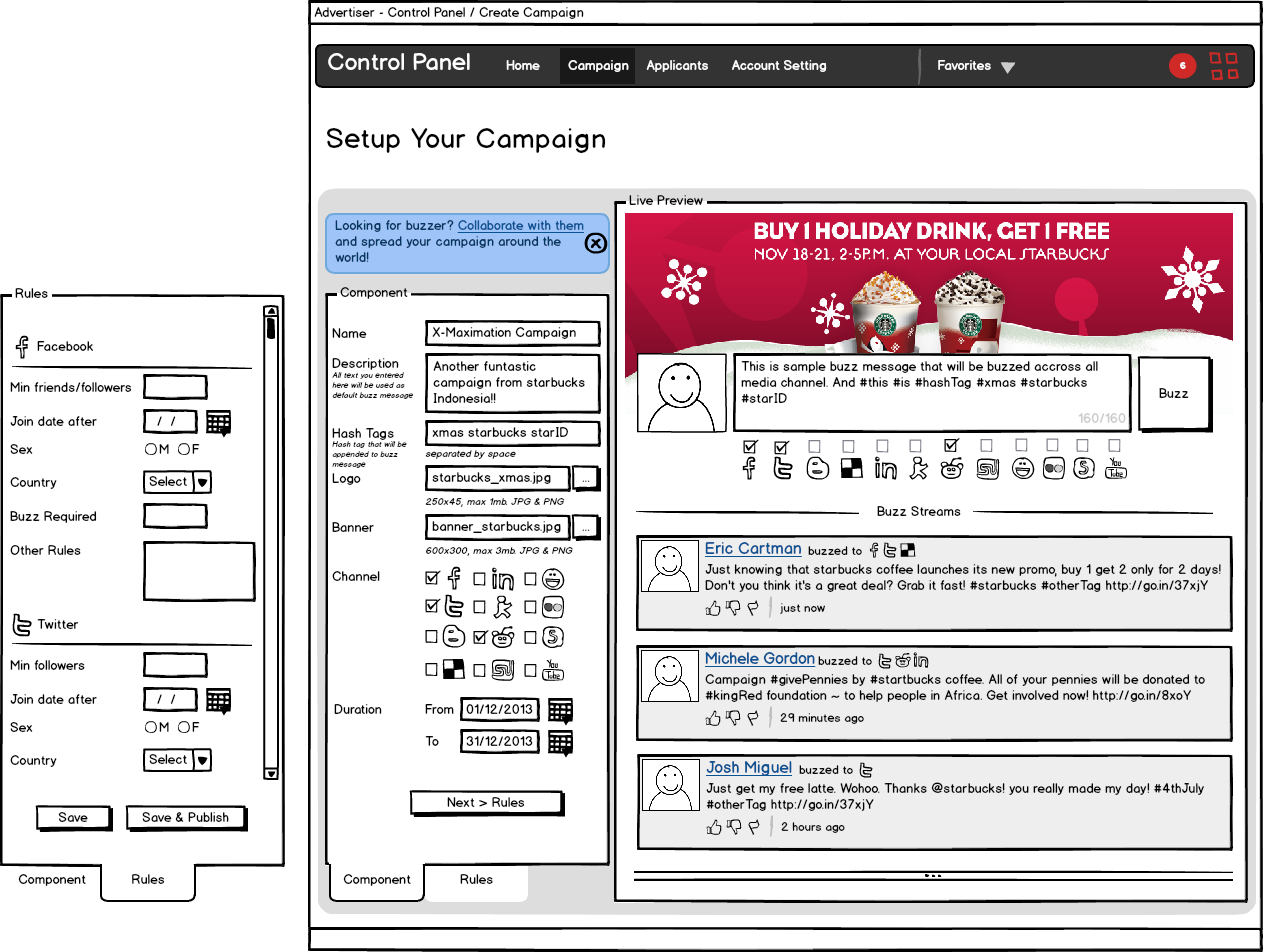 Advertiser - Control Panel / Create Campaign
Control Panel
Home
Campaign
Applicants
Account Setting
Favorites
6
Setup Your Campaign
Rules
Facebook
Min friends/followers
Join date after
/ /
Sex
M
F
Country
Select
Buzz Required
Other Rules
Twitter
Min followers
Join date after
/ /
Sex
M
F
Country
Select
Save
Save & Publish
Component
Rules
Looking for buzzer? Collaborate with them
and spread your campaign around the
world!
Component
Name
X-Maximation Campaign
Description
All text you entered
here will be used as
default buzz message
Another funtastic
campaign from starbucks
Indonesia!!
Hash Tags
Hash tag that will be
appended to buzz
message
xmas starbucks starID
separated by space
Logo
starbucks_xmas.jpg
...
250x45, max 1mb. JPG & PNG
Banner
banner_starbucks.jpg
...
600x300, max 3mb. JPG & PNG
Channel
You
Tube
Duration
From
01/12/2013
To
31/12/2013
Next > Rules
Component
Rules
Live Preview
BUY 1 HOLIDAY DRINK, GET 1 FREE
NOV 18-21, 2-5P.M. AT YOUR LOCAL STARBUCKS
This is sample buzz message that will be buzzed accross all
media channel. And #this #is #hashTag #xmas #starbucks
#starID
160/160
Buzz
You
Tube
Buzz Streams
Eric Cartman buzzed to
Just knowing that starbucks coffee launches its new promo, buy 1 get 2 only for 2 days!
Don't you think it's a great deal? Grab it fast! #starbucks #otherTag http://go.in/37xjY
just now
Michele Gordon buzzed to
Campaign #givePennies by #startbucks coffee. All of your pennies will be donated to
#kingRed foundation ~ to help people in Africa. Get involved now! http://go.in/8xoY
29 minutes ago
Josh Miguel buzzed to
Just get my free latte. Wohoo. Thanks @starbucks! you really made my day! #4thJuly
#otherTag http://go.in/37xjY
2 hours ago